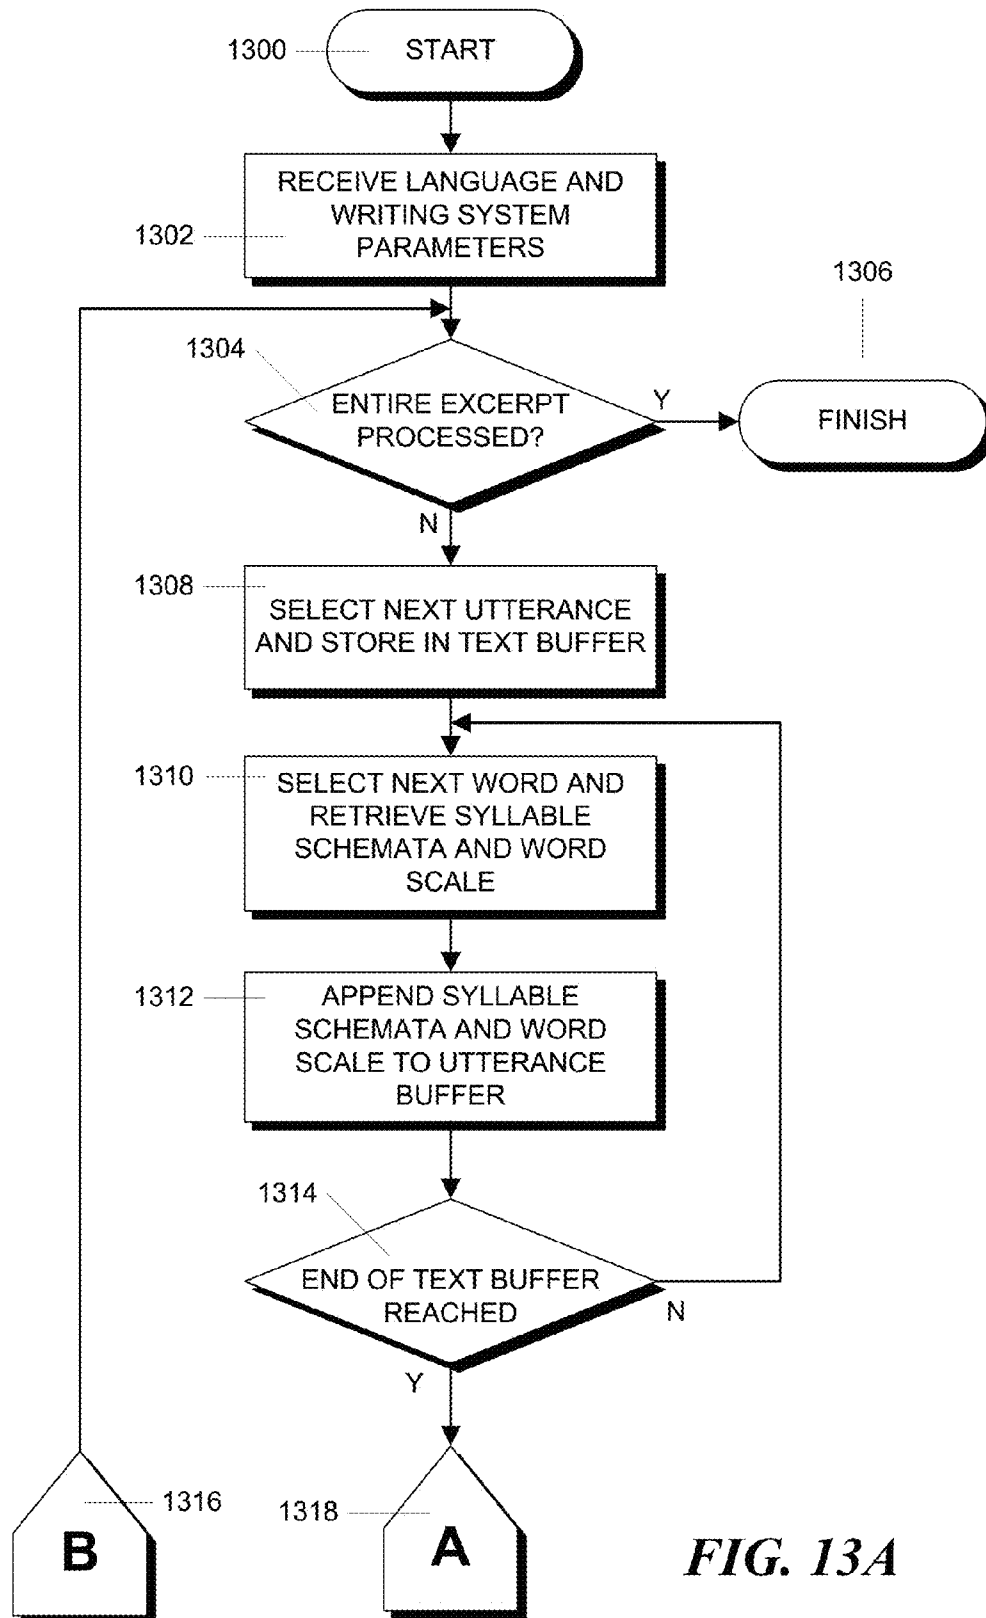 1300
START
RECEIVE LANGUAGE AND
WRITING SYSTEM
PARAMETERS
1302
1306
1304
ENTIRE EXCERPT
PROCESSED?
Y
FINISH
N
1308
SELECT NEXT UTTERANCE
AND STORE IN TEXT BUFFER
1310
SELECT NEXT WORD AND
RETRIEVE SYLLABLE
SCHEMATA AND WORD
SCALE
1312
APPEND SYLLABLE
SCHEMATA AND WORD
SCALE TO UTTERANCE
BUFFER
1314
END OF TEXT BUFFER
REACHED
N
Y
1316
B
1318
A
FIG. 13A